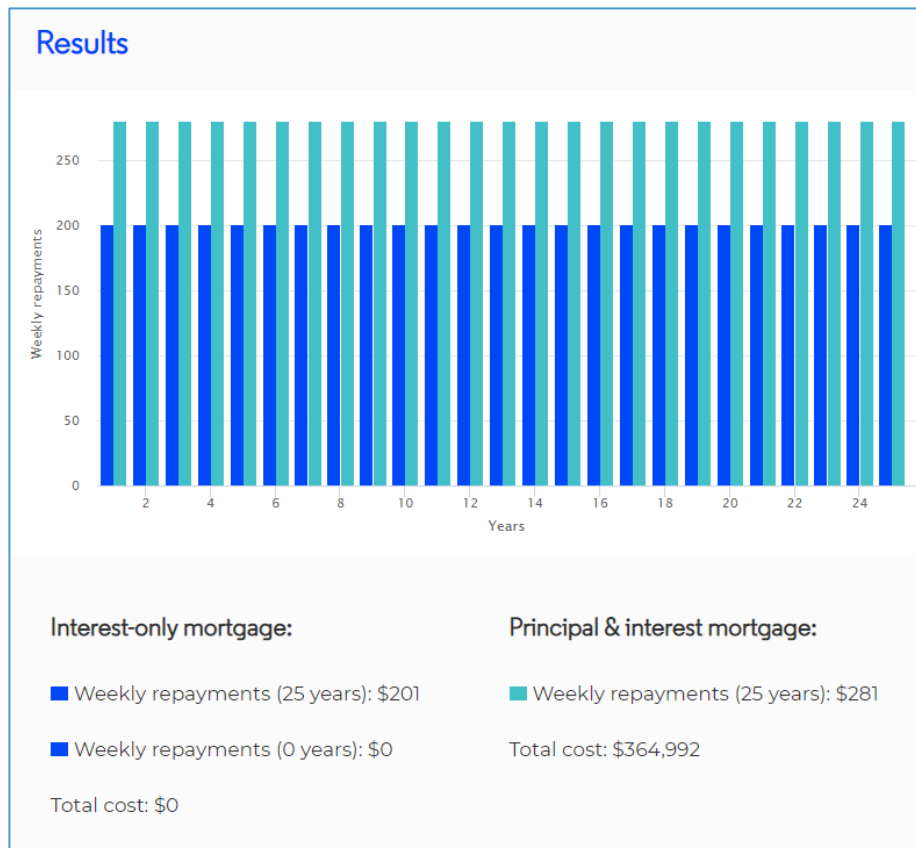 Results
250
200
150
100
50
0
Weekly repayments
2 4 6 8 10 12 14 16 18 20 22 24
Years
Interest-only mortgage:
Weekly repayments (25 years): $201
Weekly repayments (0 years): $0
Total cost: $0
Principal & interest mortgage:
Weekly repayments (25 years): $281
Total cost: $364,992